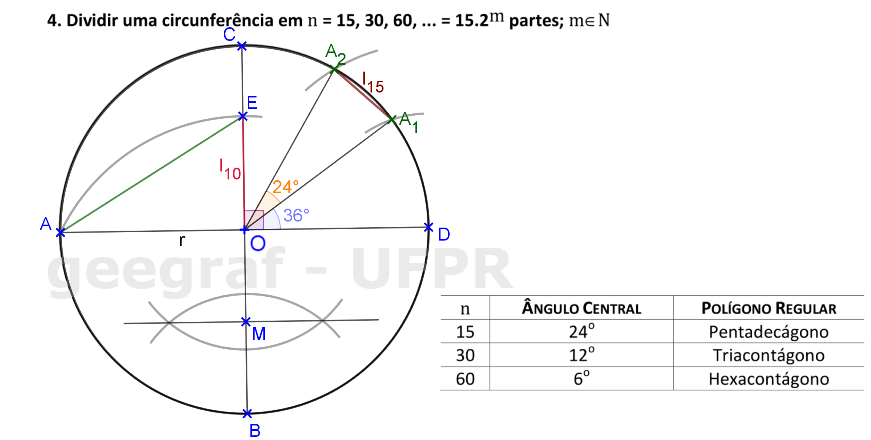 4. Dividir uma circunferência em n = 15, 30, 60, ... = 15.2ᵐ partes; m∈N
C
A₂
l₁₅
E
A₁
l₁₀
24°
36°
A
r
O
D
geegraf - UFPR
M
B
n ÂNGULO CENTRAL POLÍGONO REGULAR
15 24° Pentadecágono
30 12° Triacontágono
60 6° Hexacontágono